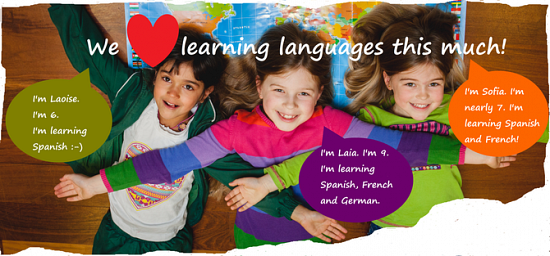 We learning languages this much!
I'm Laoise.
I'm 6.
I'm learning
Spanish :-)
I'm Laia. I'm 9.
I'm learning
Spanish, French
and German.
I'm Sofia. I'm
nearly 7. I'm
learning Spanish
and French!